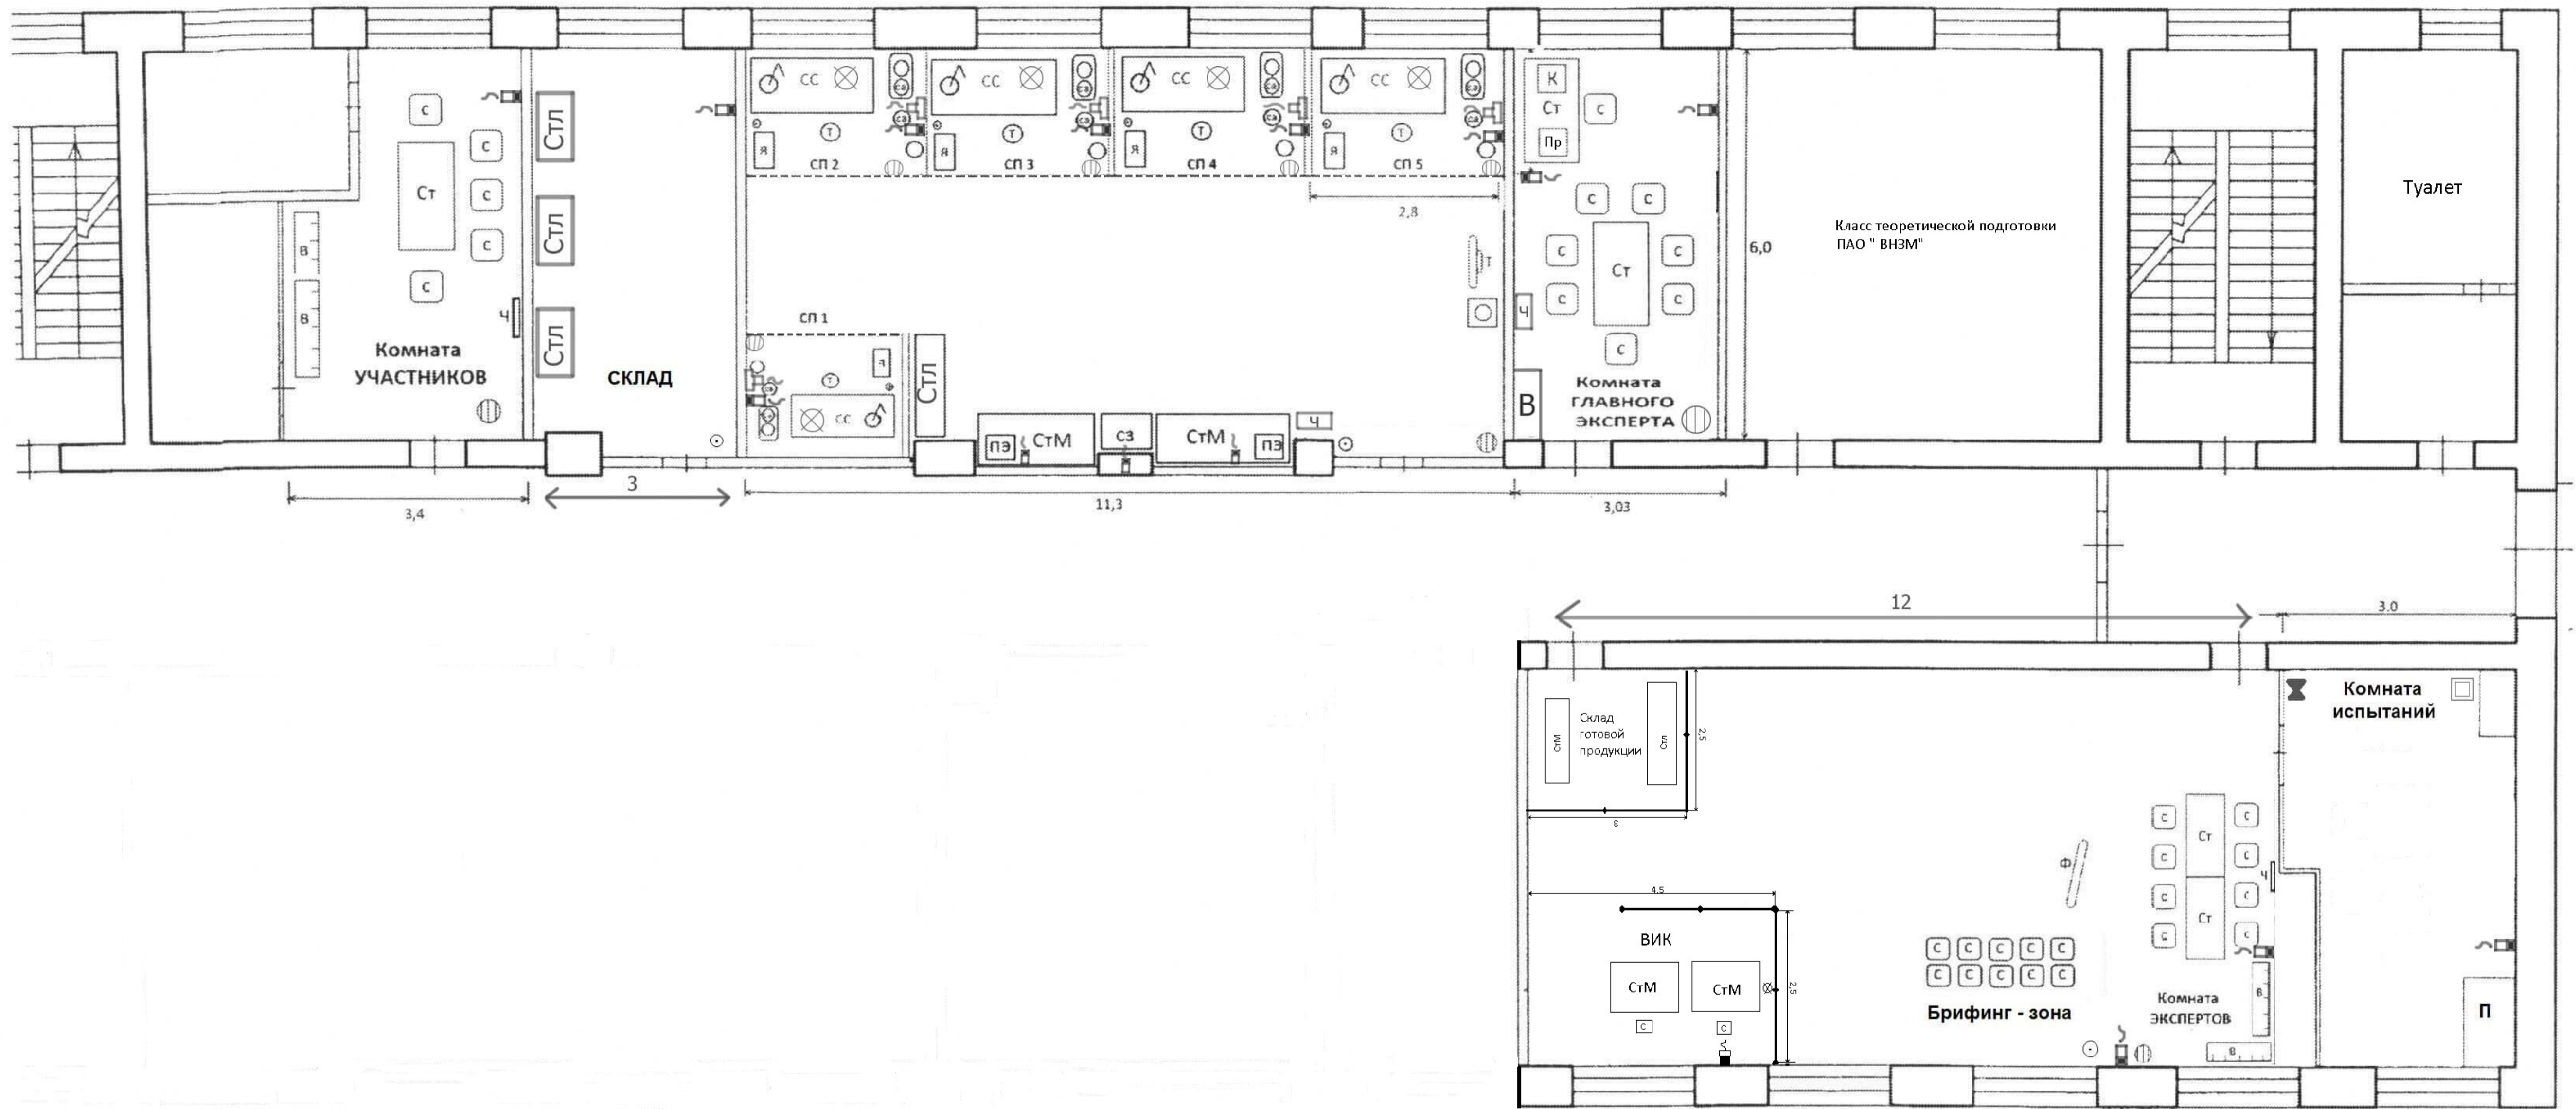 С
С
С
С
С
Ст
В
В
Ч
Комната
УЧАСТНИКОВ
3,4
Стл
Стл
Стл
СКЛАД
3
СС
Т
Я
СП 2
СС
Т
Я
СП 3
СС
Т
Я
СП 4
СС
Т
Я
СП 5
2,8
Т
СП 1
Я
Т
СС
Стл
ПЭ
СтМ
СЗ
СтМ
ПЭ
Ч
11,3
К
Ст
Пр
С
С
С
С
С
Ст
С
С
С
Ч
В
Комната
ГЛАВНОГО
ЭКСПЕРТА
3,03
6,0
Класс теоретической подготовки
ПАО " ВНЗМ"
Туалет
12
3.0
СтМ
Склад
готовой
продукции
Стл
2,5
3
4.5
ВИК
СтМ
СтМ
С
С
2,5
Ф
С С С С С
С С С С С
Брифинг - зона
С
С
С
С
Ст
Ст
С
С
С
С
Ч
В
В
Комната
ЭКСПЕРТОВ
Комната
испытаний
П